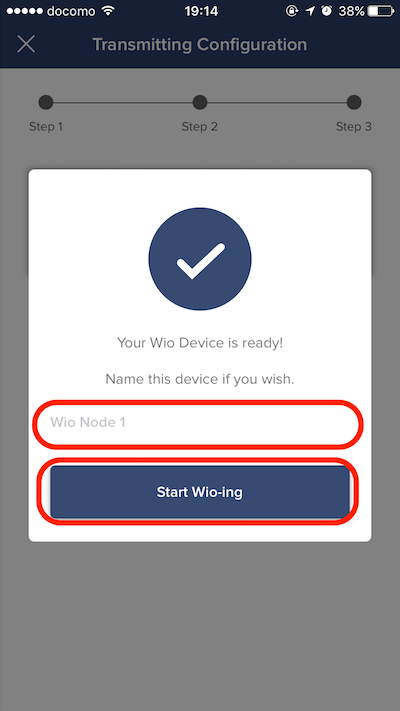 docomo 19:14 38%
Transmitting Configuration
Step 1 Step 2 Step 3
Your Wio Device is ready!
Name this device if you wish.
Wio Node 1
Start Wio-ing